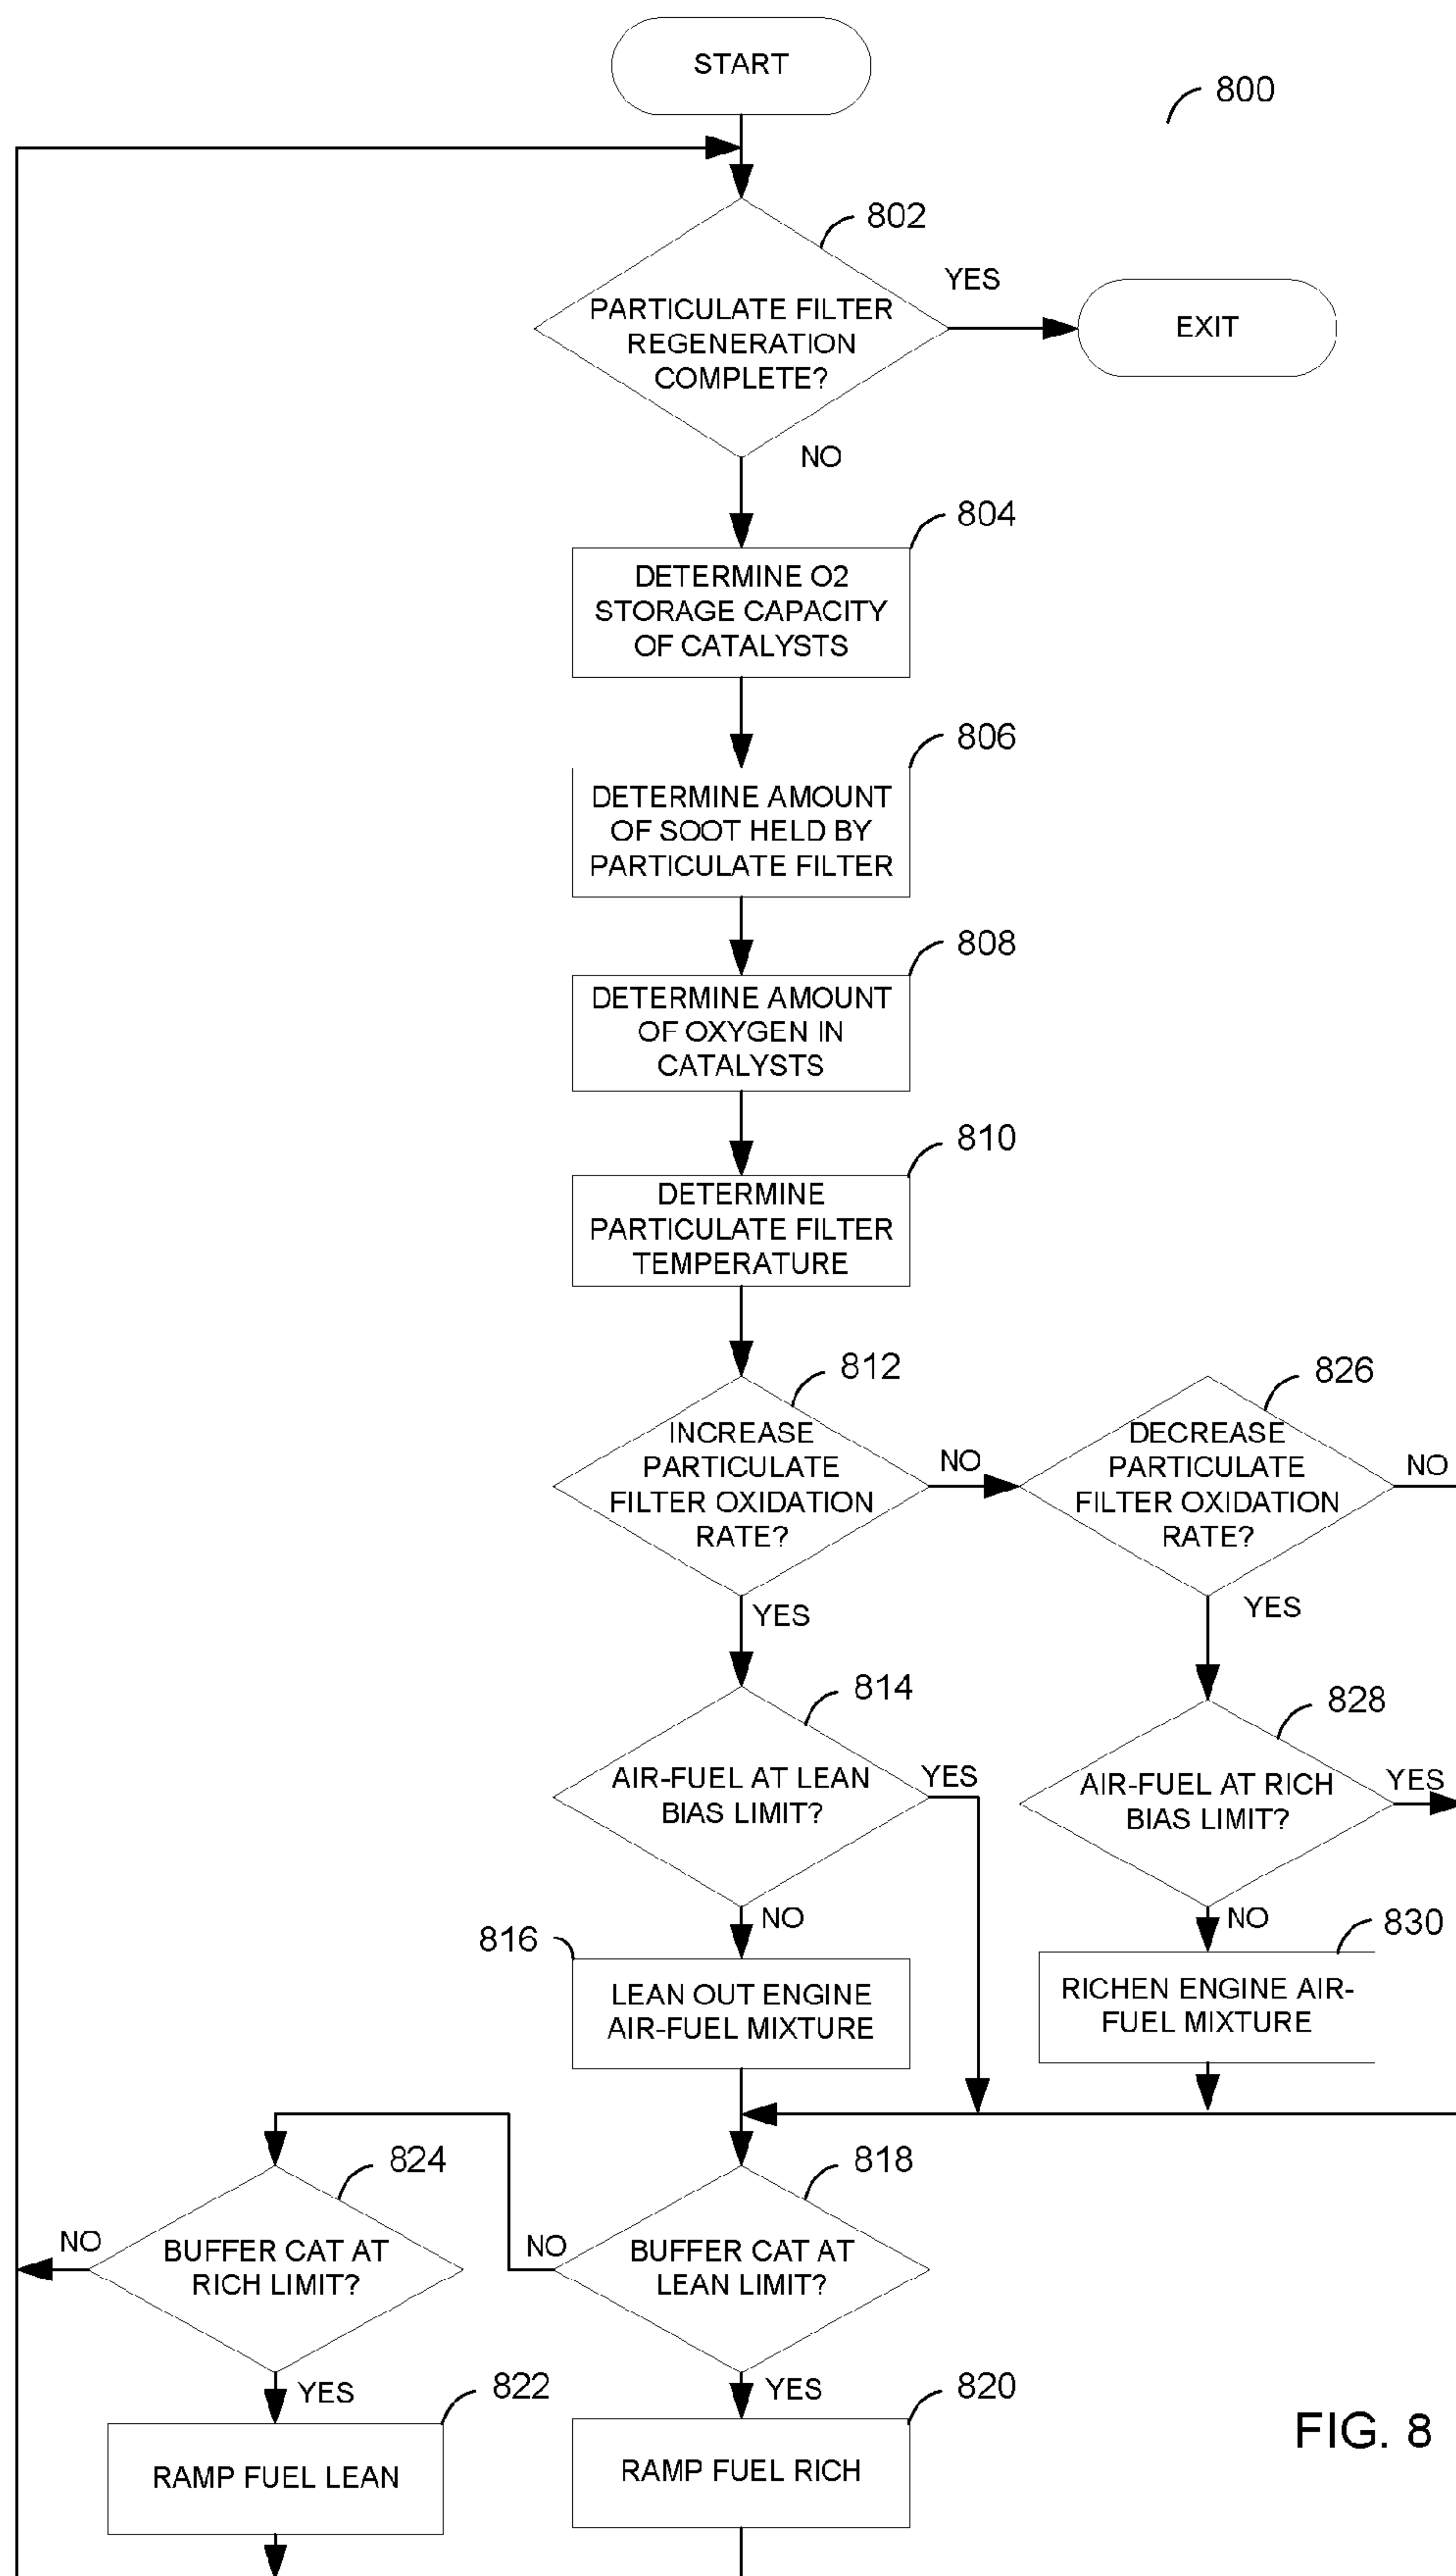 START
800
802
PARTICULATE FILTER
REGENERATION
COMPLETE?
YES
EXIT
NO
804
DETERMINE O2
STORAGE CAPACITY
OF CATALYSTS
806
DETERMINE AMOUNT
OF SOOT HELD BY
PARTICULATE FILTER
808
DETERMINE AMOUNT
OF OXYGEN IN
CATALYSTS
810
DETERMINE
PARTICULATE FILTER
TEMPERATURE
812
INCREASE
PARTICULATE
FILTER OXIDATION
RATE?
NO
826
DECREASE
PARTICULATE
FILTER OXIDATION
RATE?
NO
YES
YES
814
AIR-FUEL AT LEAN
BIAS LIMIT?
YES
828
AIR-FUEL AT RICH
BIAS LIMIT?
YES
NO
NO
816
LEAN OUT ENGINE
AIR-FUEL MIXTURE
830
RICHEN ENGINE AIR-
FUEL MIXTURE
824
BUFFER CAT AT
RICH LIMIT?
NO
818
BUFFER CAT AT
LEAN LIMIT?
NO
YES
YES
822
RAMP FUEL LEAN
820
RAMP FUEL RICH
FIG. 8